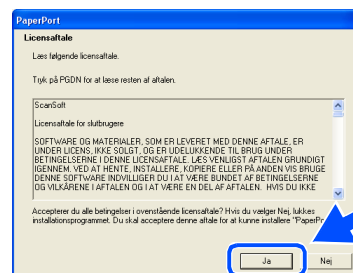 PaperPort
Licensaftale
Læs følgende licensaftale.
Tryk på PGDN for at læse resten af aftalen.
ScanSoft
Licensaftale for slutbrugere
SOFTWARE OG MATERIALER, SOM ER LEVERET MED DENNE AFTALE, ER
UNDER LICENS, IKKE SOLGT, OG ER UDELUKKENDE TIL BRUG UNDER
BETINGELSERNE I DENNE LICENSAFTALE. LÆS VENLIGST AFTALEN GRUNDIGT
IGENNEM. VED AT HENTE, INSTALLERE, KOPIERE ELLER PÅ ANDEN VIS BRUGE
DENNE SOFTWARE INDVILLIGER DU I AT VÆRE BUNDET AF BETINGELSERNE
OG VILKÅRENE I AFTALEN OG I AT VÆRE EN DEL AF AFTALEN. HVIS DU IKKE
Accepterer du alle betingelser i ovenstående licensaftale? Hvis du vælger Nej, lukkes
installationsprogrammet. Du skal acceptere denne aftale for at kunne installere "PaperPo
Ja
Nej